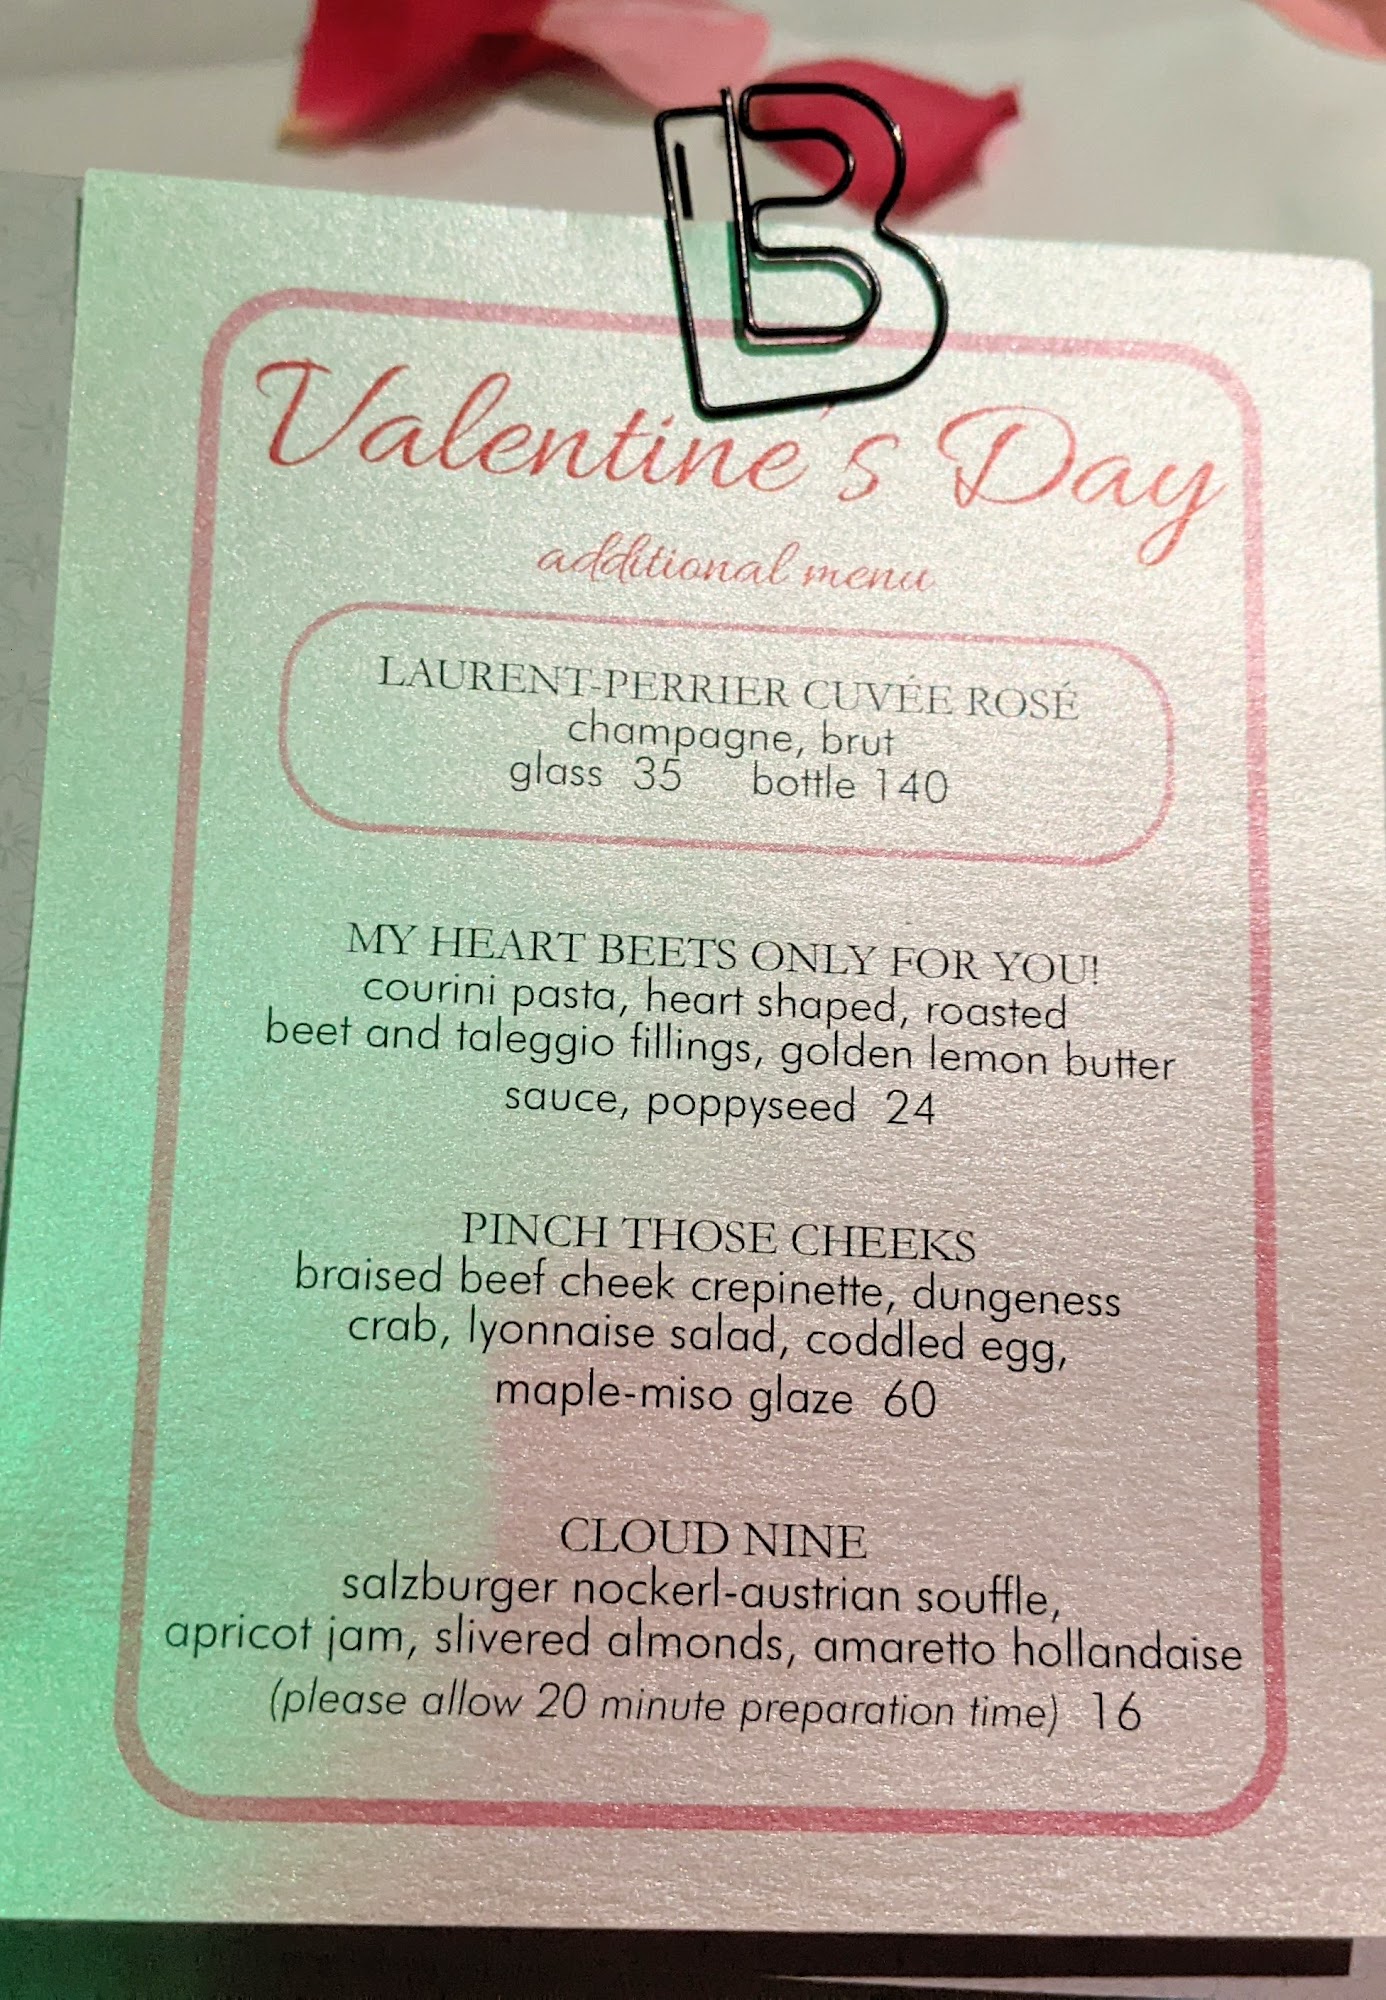 B
Valentine's Day
additional menu
LAURENT-PERRIER CUVÉE ROSÉ
champagne, brut
glass 35 bottle 140
MY HEART BEETS ONLY FOR YOU!
courini pasta, heart shaped, roasted
beet and taleggio fillings, golden lemon butter
sauce, poppyseed 24
PINCH THOSE CHEEKS
braised beef cheek crepinette, dungeness
crab, lyonnaise salad, coddled egg,
maple-miso glaze 60
CLOUD NINE
salzburger nockerl-austrian souffle,
apricot jam, slivered almonds, amaretto hollandaise
(please allow 20 minute preparation time) 16